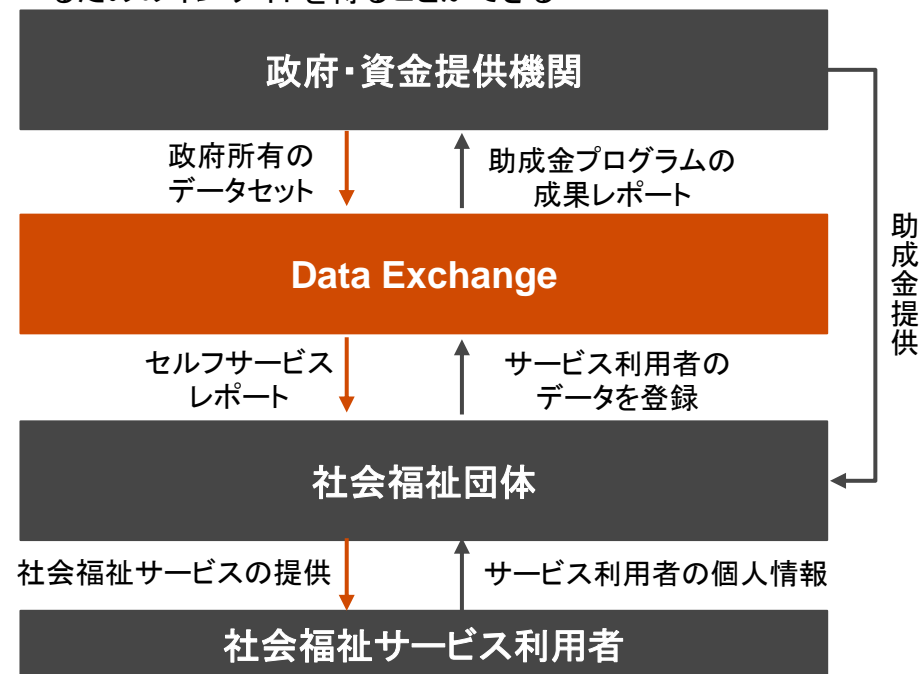 政府・資金提供機関
政府所有の
データセット
助成金プログラムの
成果レポート
助成金提供
Data Exchange
セルフサービス
レポート
サービス利用者の
データを登録
社会福祉団体
社会福祉サービスの提供
サービス利用者の個人情報
社会福祉サービス利用者